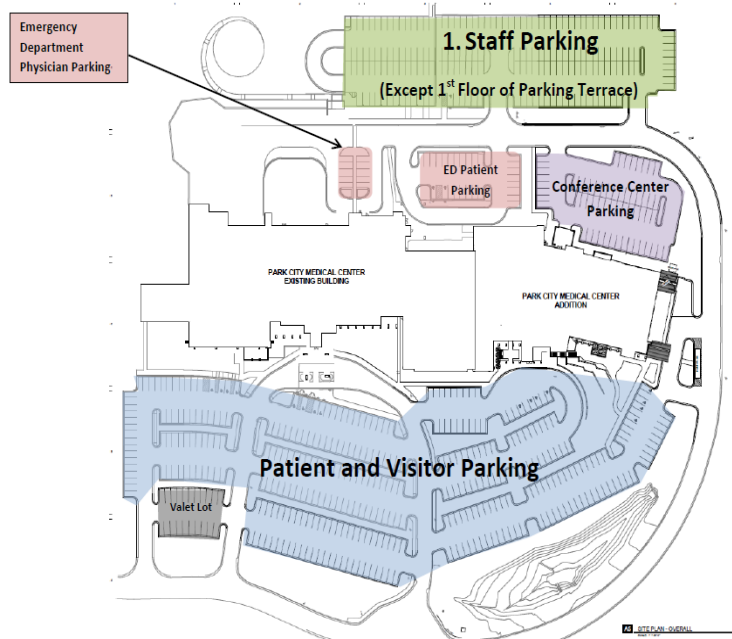 Emergency
Department
Physician Parking
1. Staff Parking
(Except 1st Floor of Parking Terrace)
ED Patient
Parking
Conference Center
Parking
PARK CITY MEDICAL CENTER
EXISTING BUILDING
PARK CITY MEDICAL CENTER
ADDITION
Patient and Visitor Parking
Valet Lot
SITE PLAN - OVERALL